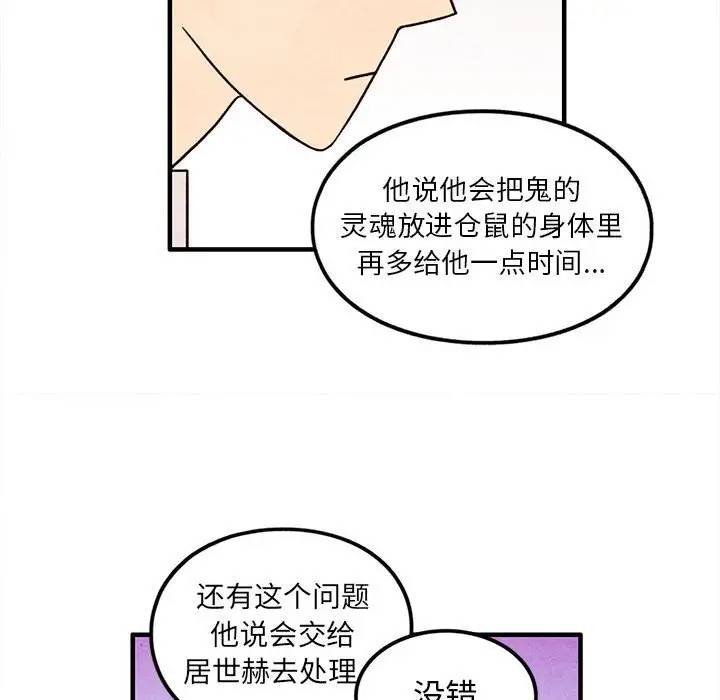 他说他会把鬼的
灵魂放进仓鼠的身体里
再多给他一点时间...
还有这个问题
他说会交给
居世赫去处理
没错